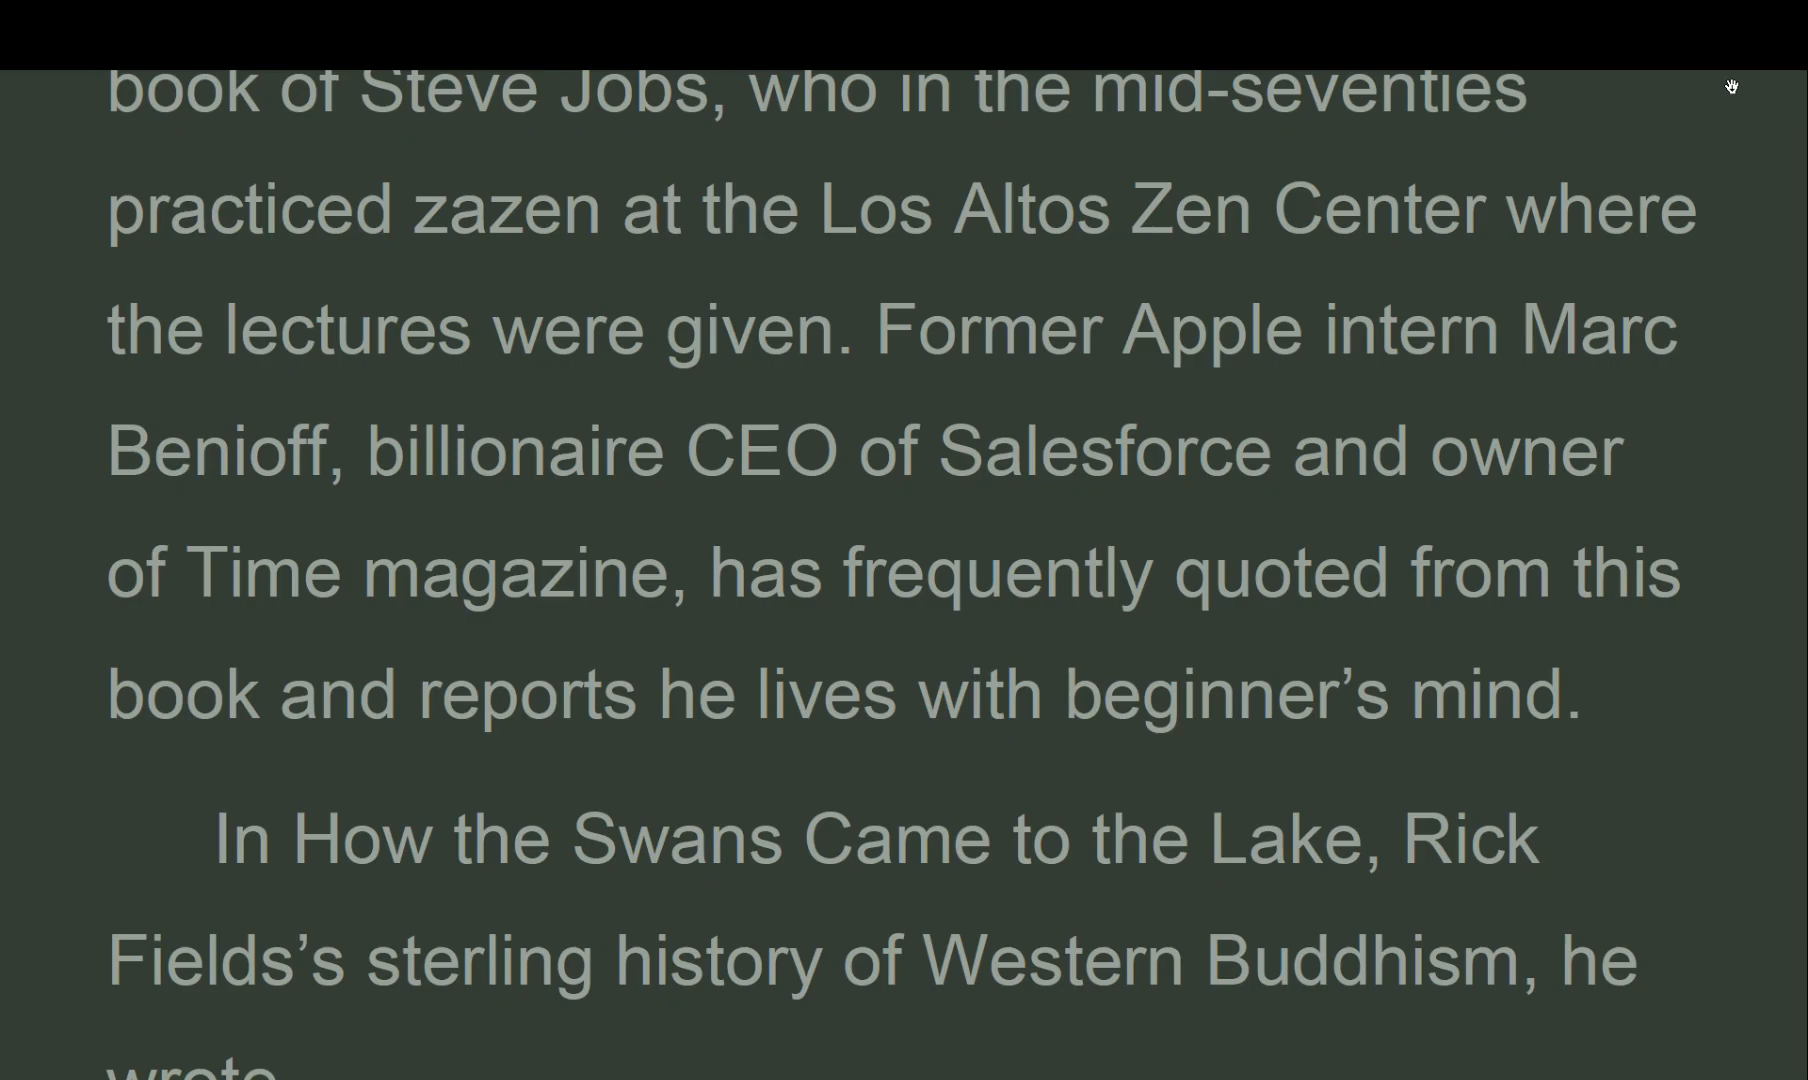 book of Steve Jobs, who in the mid-seventies
practiced zazen at the Los Altos Zen Center where
the lectures were given. Former Apple intern Marc
Benioff, billionaire CEO of Salesforce and owner
of Time magazine, has frequently quoted from this
book and reports he lives with beginner’s mind.
In How the Swans Came to the Lake, Rick
Fields’s sterling history of Western Buddhism, he
wrote